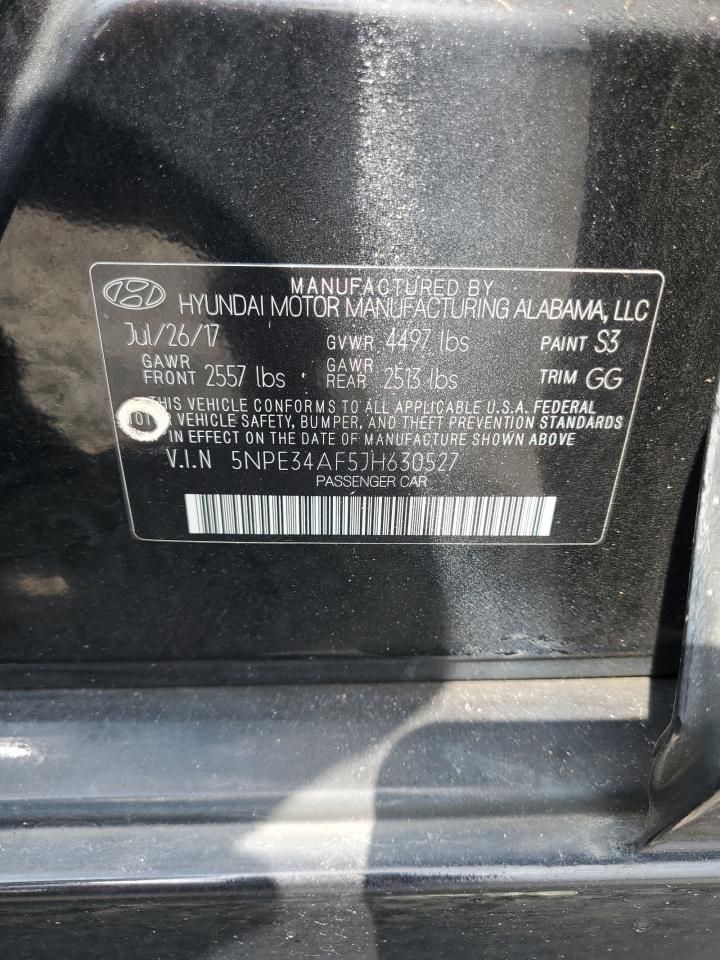 MANUFACTURED BY
HYUNDAI MOTOR MANUFACTURING ALABAMA, LLC
Jul/26/17 GVWR 4497 lbs PAINT S3
GAWR FRONT 2557 lbs GAWR REAR 2513 lbs TRIM GG
THIS VEHICLE CONFORMS TO ALL APPLICABLE U.S.A. FEDERAL
MOTOR VEHICLE SAFETY, BUMPER, AND THEFT PREVENTION STANDARDS
IN EFFECT ON THE DATE OF MANUFACTURE SHOWN ABOVE
V.I.N 5NPE34AF5JH630527
PASSENGER CAR